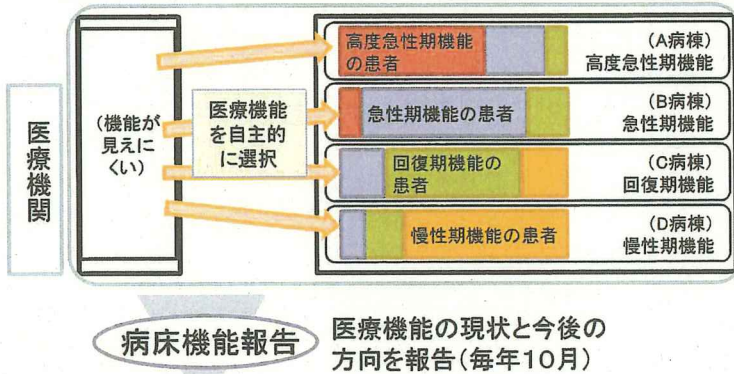 医療機関
(機能が
見えに
くい)
医療機能
を自主的
に選択
高度急性期機能
の患者
(A病棟)
高度急性期機能
急性期機能の患者
(B病棟)
急性期機能
回復期機能の
患者
(C病棟)
回復期機能
慢性期機能の患者
(D病棟)
慢性期機能
病床機能報告
医療機能の現状と今後の
方向を報告(毎年10月)